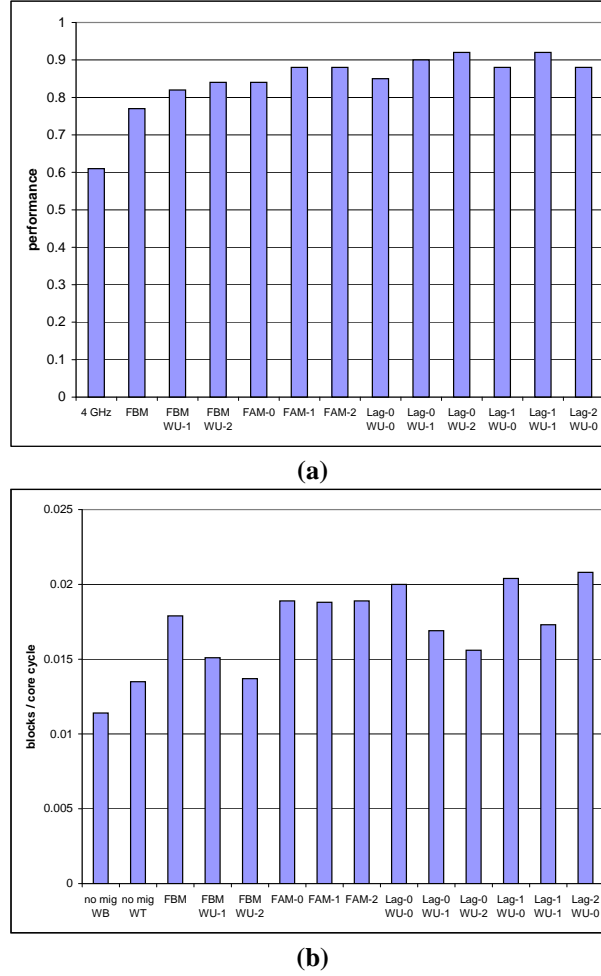 1
0.9
0.8
0.7
0.6
0.5
0.4
0.3
0.2
0.1
0
performance
4 GHz FBM FBM FBM FAM-0 FAM-1 FAM-2 Lag-0 Lag-0 Lag-0 Lag-1 Lag-1 Lag-2
WU-1 WU-2 WU-0 WU-1 WU-2 WU-0 WU-1 WU-0
(a)
0.025
0.02
0.015
0.01
0.005
0
blocks / core cycle
no mig no mig FBM FBM FBM FAM-0 FAM-1 FAM-2 Lag-0 Lag-0 Lag-0 Lag-1 Lag-1 Lag-2
WB WT WU-1 WU-2 WU-0 WU-1 WU-2 WU-0 WU-1 WU-0
(b)